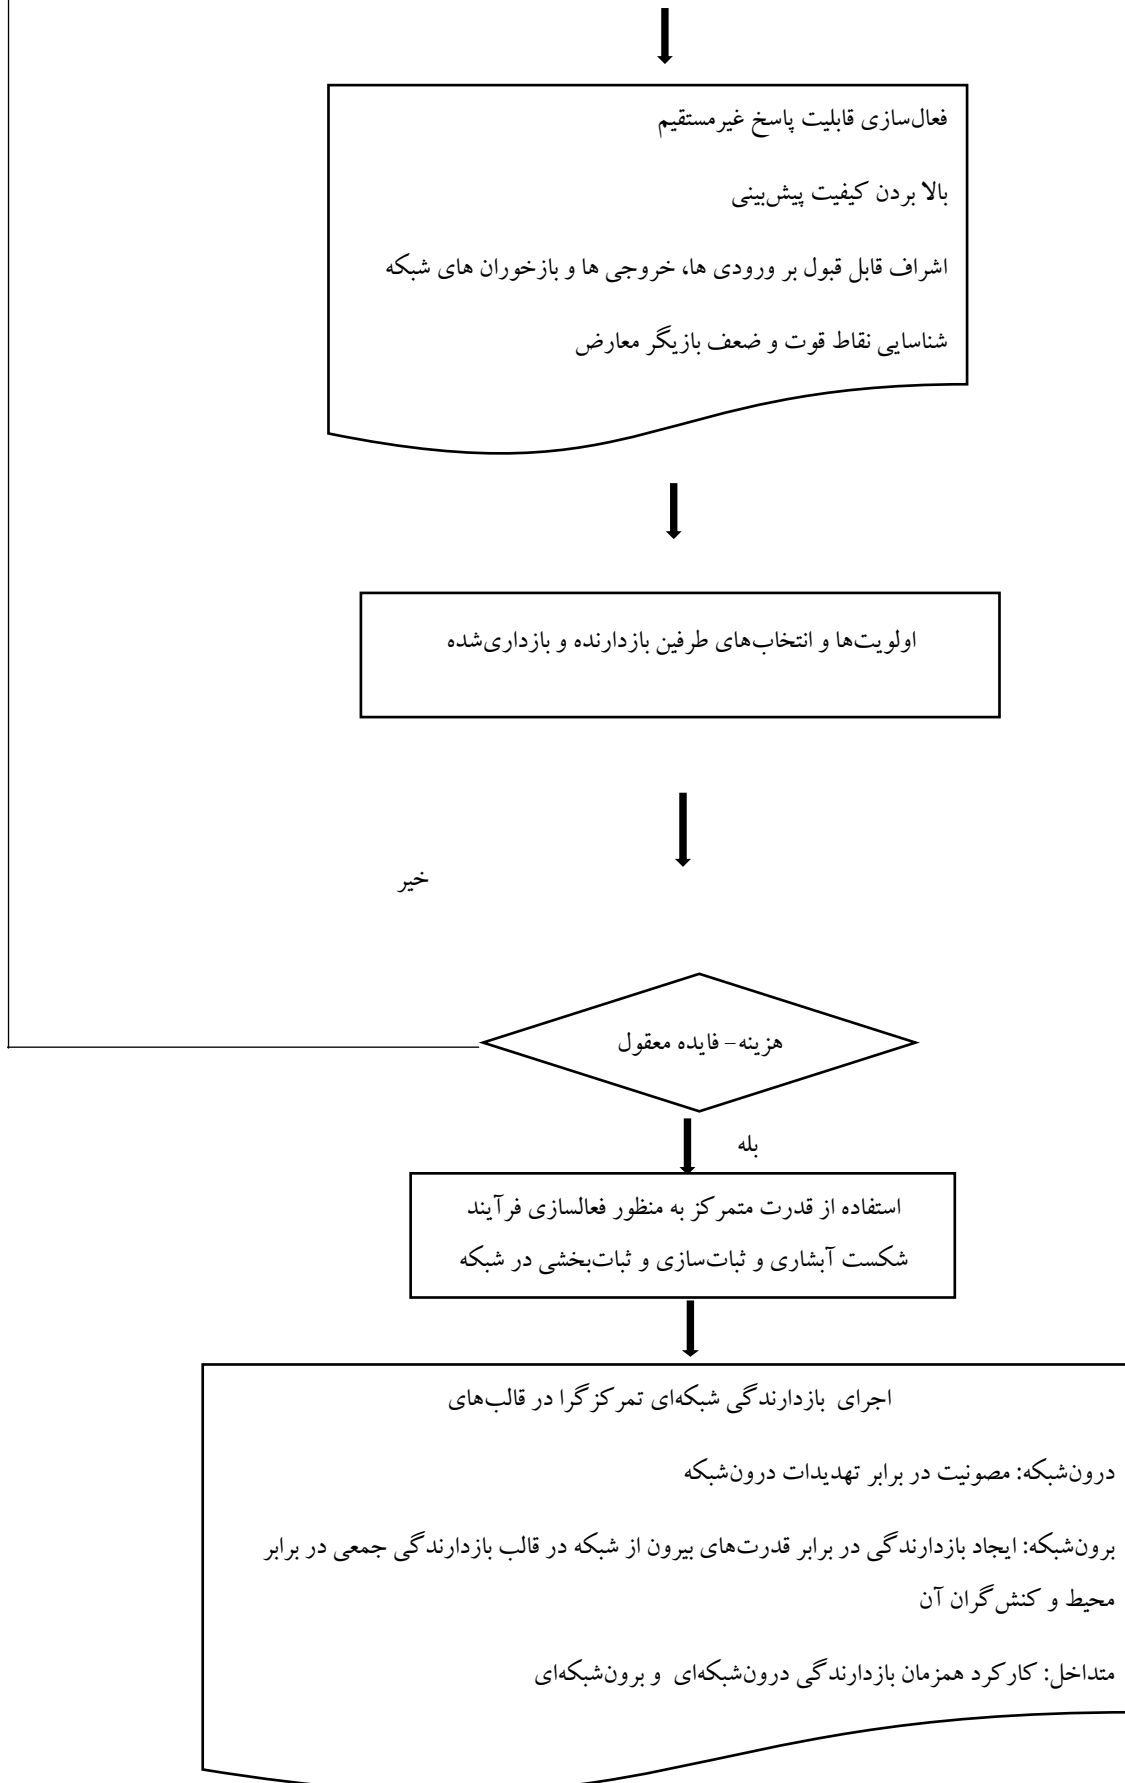 فعال‌سازی قابلیت پاسخ غیرمستقیم
بالا بردن کیفیت پیش‌بینی
اشراف قابل قبول بر ورودی ها، خروجی ها و بازخوران های شبکه
شناسایی نقاط قوت و ضعف بازیگر معارض
اولویت‌ها و انتخاب‌های طرفین بازدارنده و بازداری‌شده
خیر
هزینه– فایده معقول
بله
استفاده از قدرت متمرکز به منظور فعالسازی فرآیند
شکست آبشاری و ثبات‌سازی و ثبات‌بخشی در شبکه
اجرای بازدارندگی شبکه‌ای تمرکزگرا در قالب‌های
درون‌شبکه: مصونیت در برابر تهدیدات درون‌شبکه
برون‌شبکه: ایجاد بازدارندگی در برابر قدرت‌های بیرون از شبکه در قالب بازدارندگی جمعی در برابر
محیط و کنش‌گران آن
متداخل: کارکرد همزمان بازدارندگی درون‌شبکه‌ای و برون‌شبکه‌ای